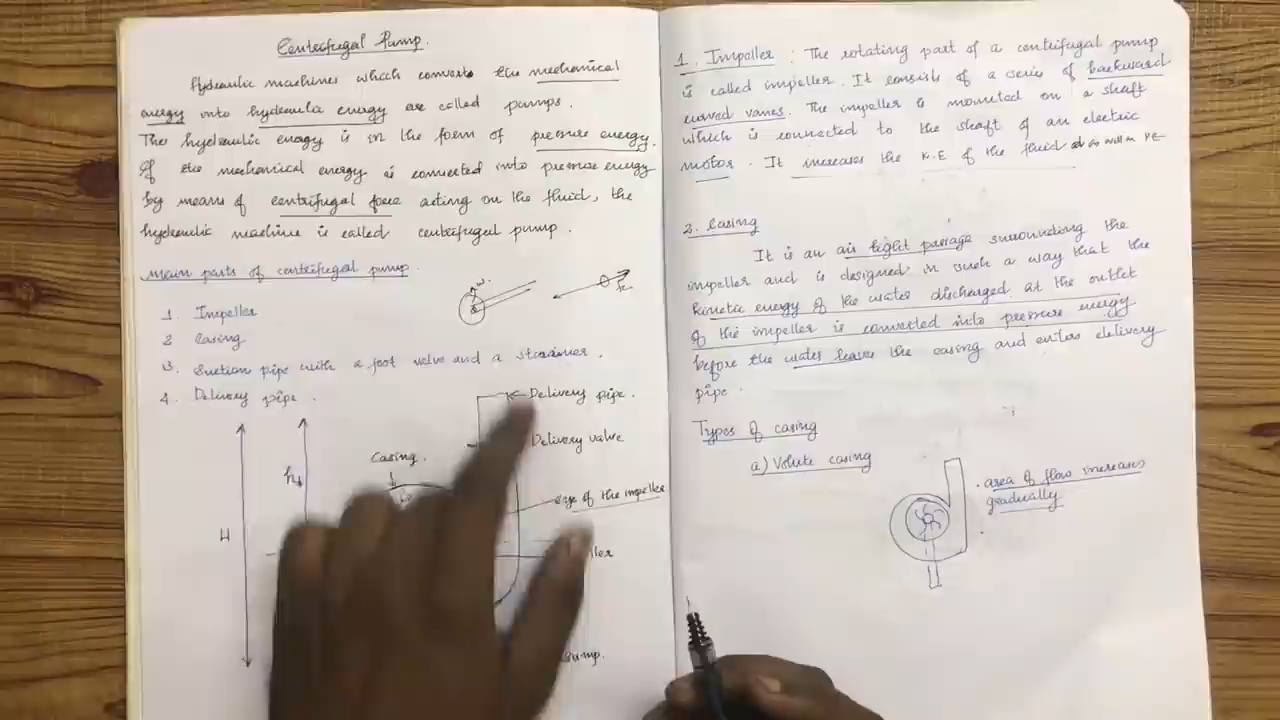 Centrifugal Pump.
Hydraulic machines which converts the mechanical
energy into hydraulic energy are called pumps.
The hydraulic energy is in the form of pressure energy.
If the mechanical energy is converted into pressure energy
by means of centrifugal force acting on the fluid, the
hydraulic machine is called centrifugal pump.
Main parts of centrifugal pump.
1. Impeller
2 Casing
3. Suction pipe with a foot valve and a strainer.
4. Delivery pipe.
Delivery pipe.
Delivery valve
Casing.
eye of the impeller
H
Sump.
1. Impeller : The rotating part of a centrifugal pump
is called impeller. It consists of a series of backward
curved vanes. The impeller is mounted on a shaft
which is connected to the shaft of an electric
motor. It increases the K.E of the fluid as well as PE
2. Casing
It is an air tight passage surrounding the
impeller and is designed in such a way that the
kinetic energy of the water discharged at the outlet
of the impeller is converted into pressure energy
before the water leaves the casing and enters delivery
pipe.
Types of casing
a) Volute casing
. area of flow increases
gradually